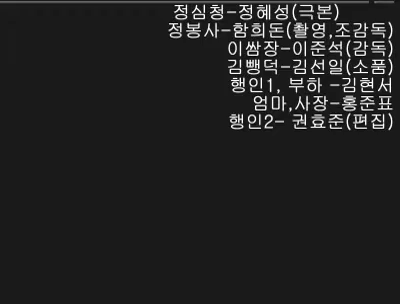 정심청-정혜성(극본)
정봉사-함희돈(촬영,조감독)
이쌈장-이준석(감독)
김뺑덕-김선일(소품)
행인1, 부하 -김현서
엄마,사장-홍준표
행인2- 권효준(편집)